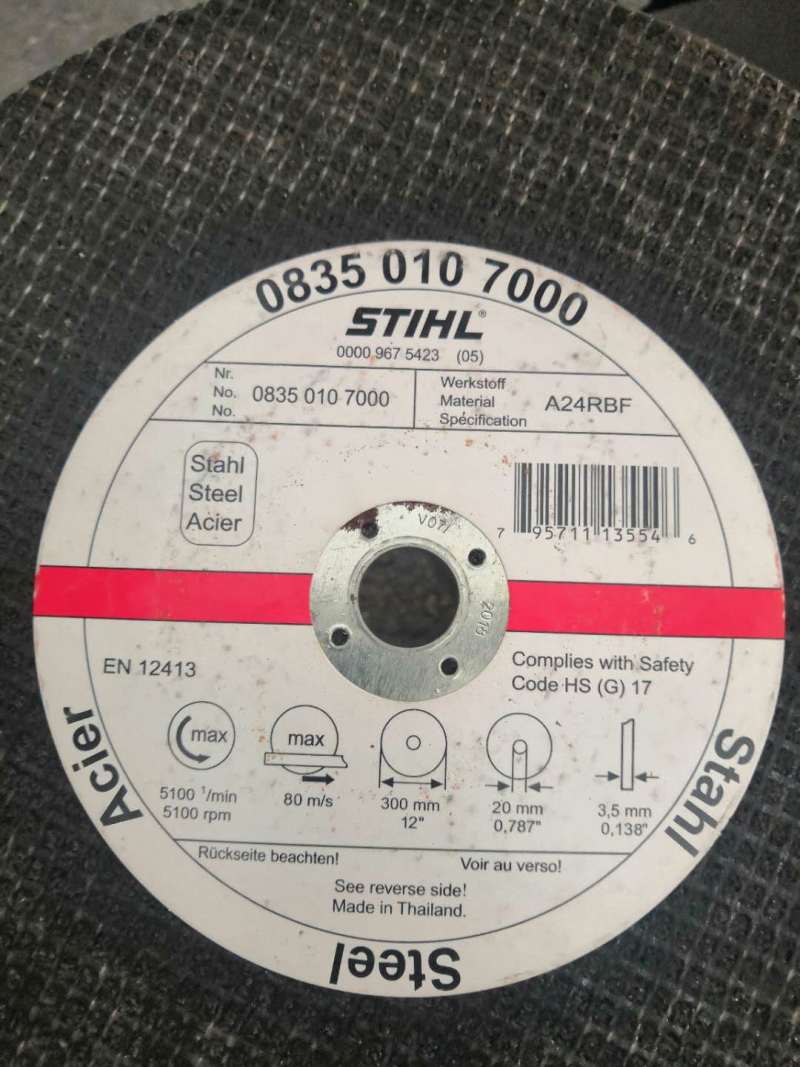 0835 010 7000
STIHL®
0000 967 5423 (05)
Nr.
No.
No.
0835 010 7000
Werkstoff
Material
Spécification
A24RBF
Stahl
Steel
Acier
7 95711 13554 6
V07/
2018
EN 12413
Complies with Safety
Code HS (G) 17
max
5100 ¹/min
5100 rpm
max
80 m/s
300 mm
12"
20 mm
0,787"
3,5 mm
0,138"
Rückseite beachten!
Voir au verso!
See reverse side!
Made in Thailand.
Acier
Steel
Stahl